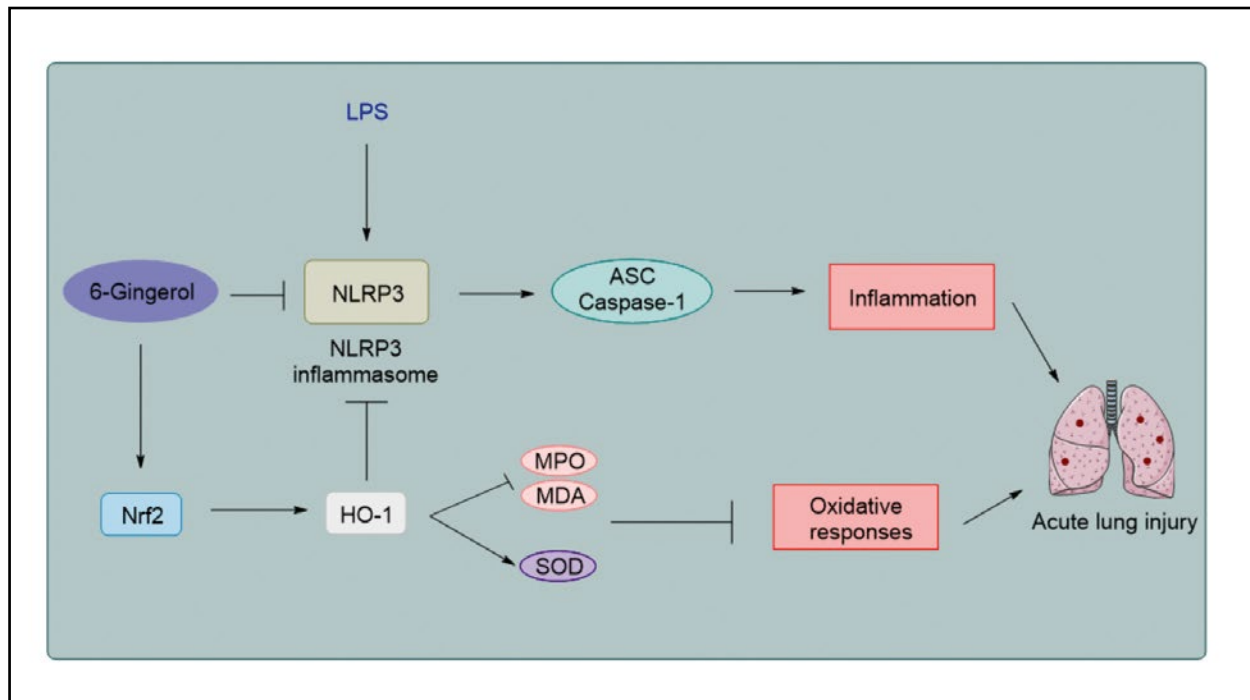 LPS
6-Gingerol
NLRP3
ASC
Caspase-1
Inflammation
NLRP3
inflammasome
MPO
MDA
Nrf2
HO-1
Oxidative
responses
SOD
Acute lung injury